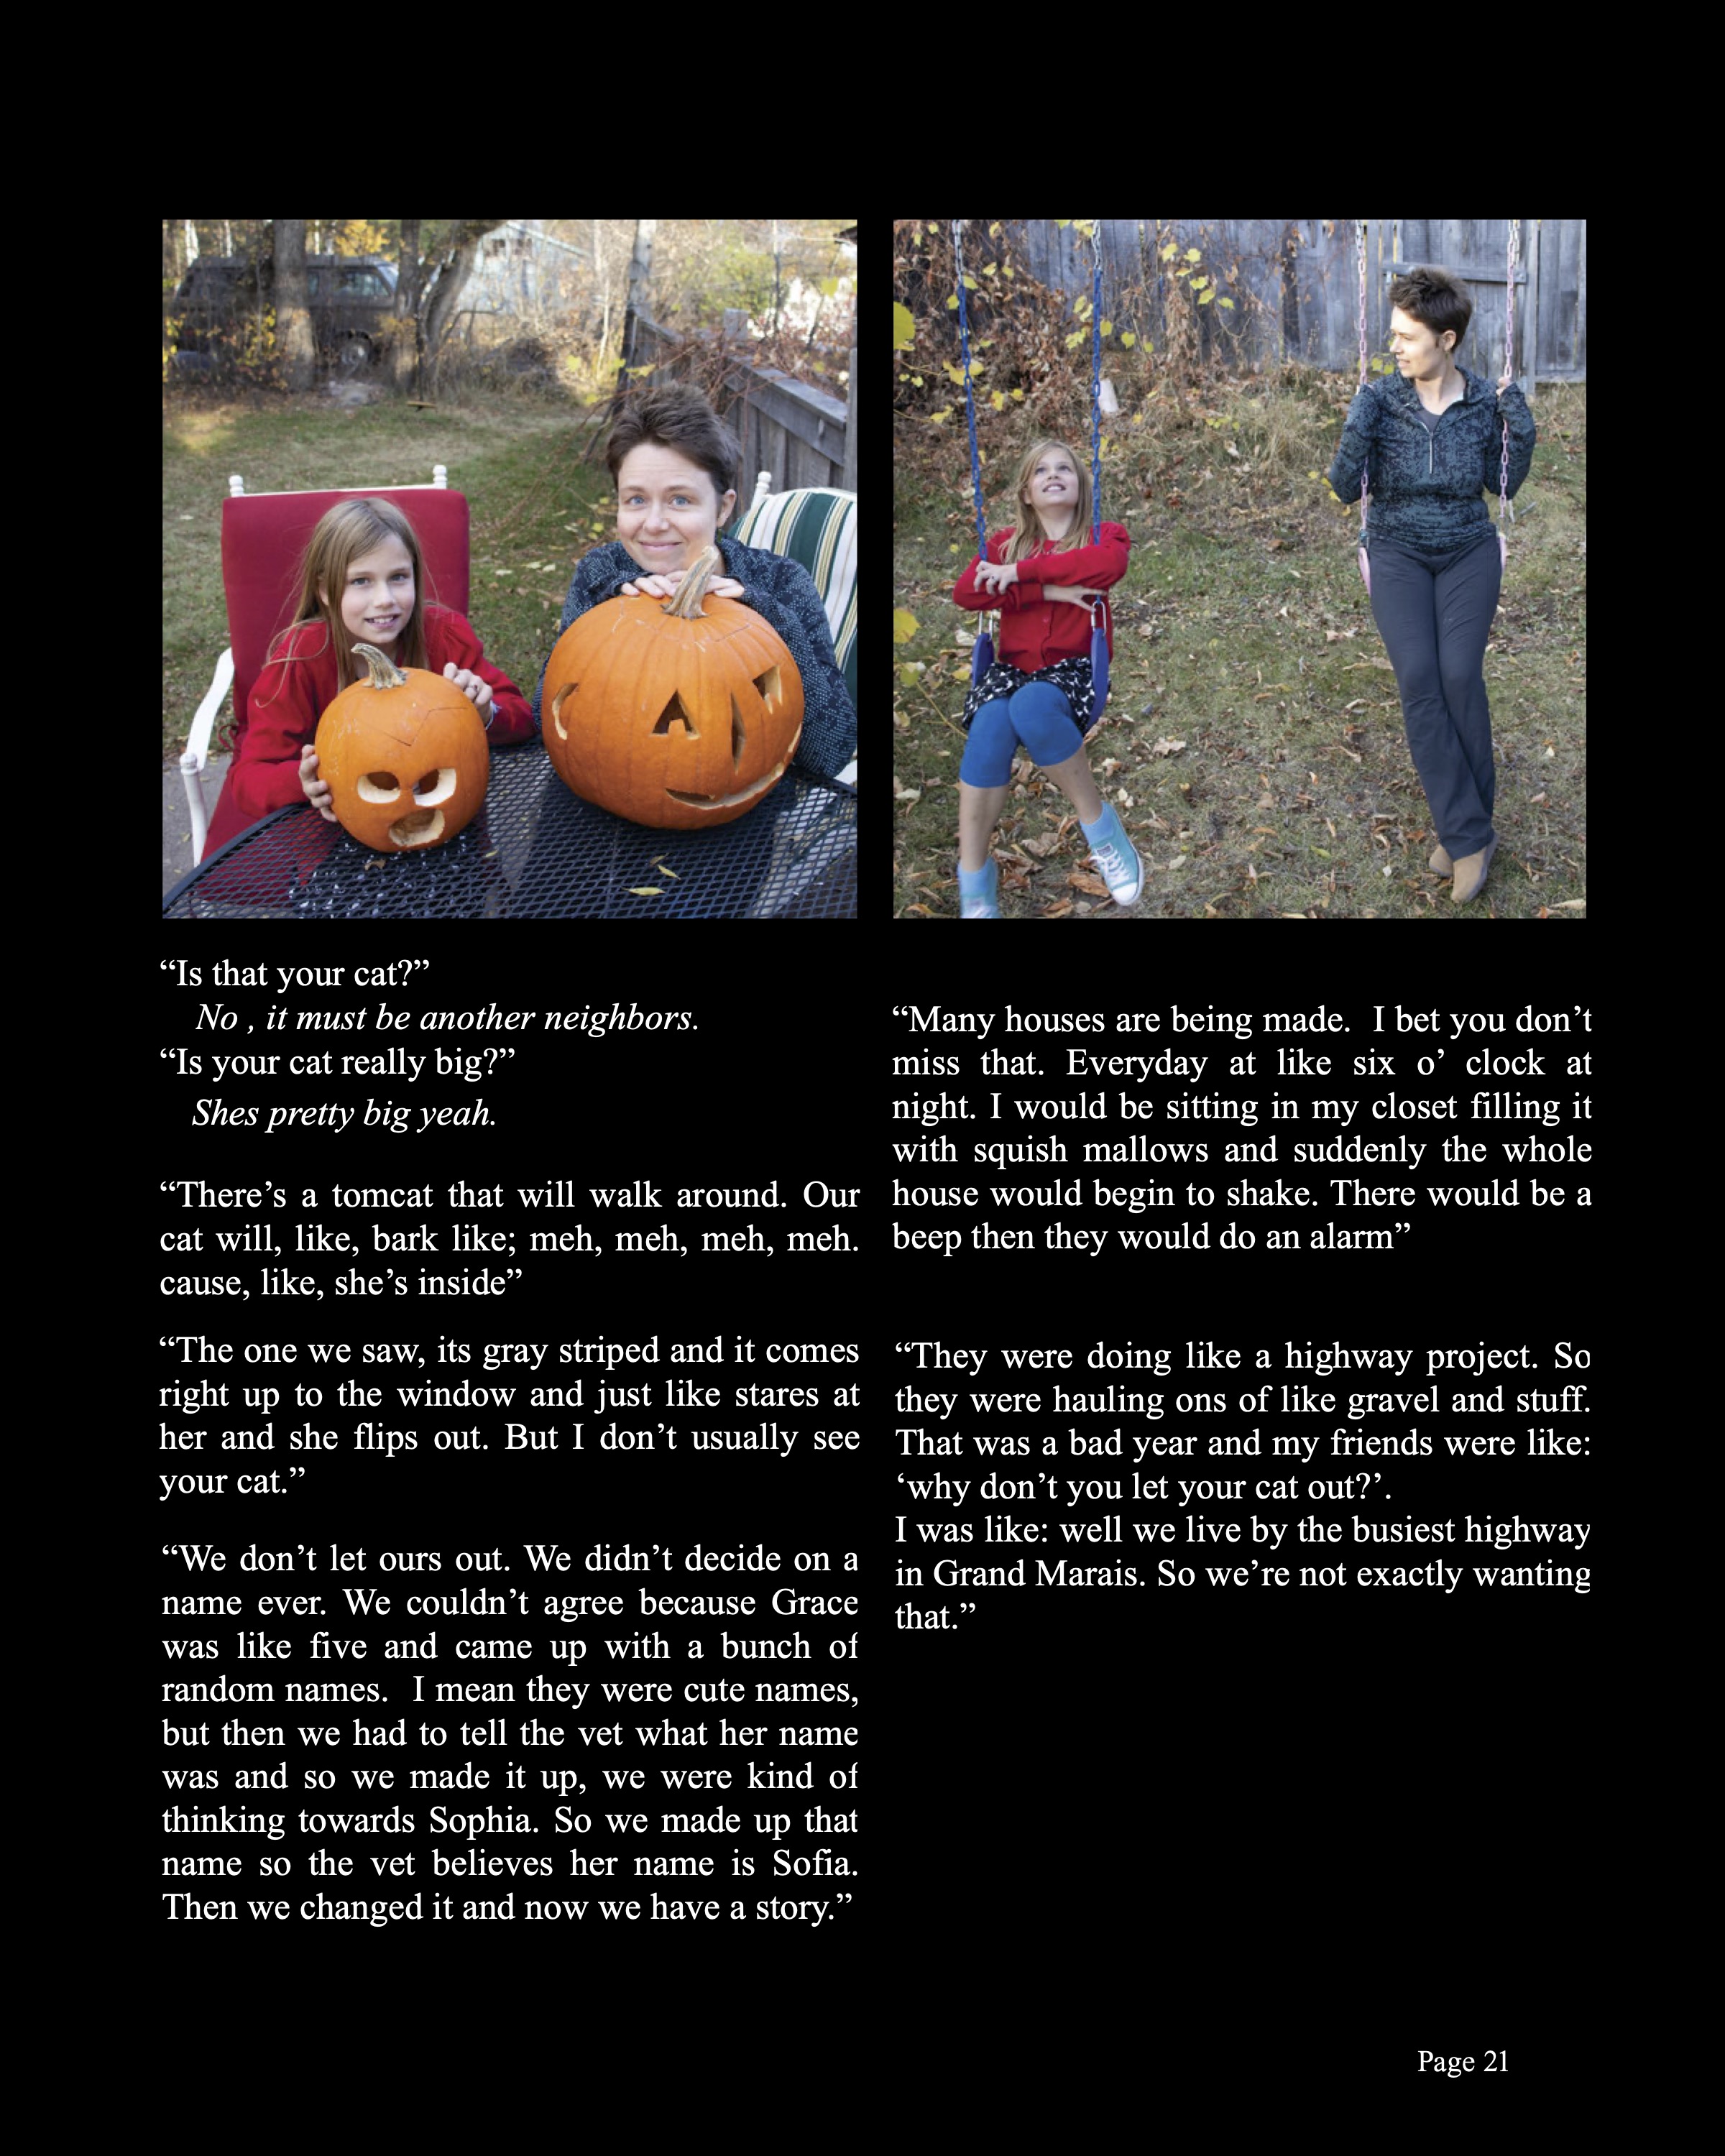 “Is that your cat?”
No , it must be another neighbors.
“Is your cat really big?”
Shes pretty big yeah.
“There’s a tomcat that will walk around. Our
cat will, like, bark like; meh, meh, meh, meh.
cause, like, she’s inside”
“The one we saw, its gray striped and it comes
right up to the window and just like stares at
her and she flips out. But I don’t usually see
your cat.”
“We don’t let ours out. We didn’t decide on a
name ever. We couldn’t agree because Grace
was like five and came up with a bunch of
random names.  I mean they were cute names,
but then we had to tell the vet what her name
was and so we made it up, we were kind of
thinking towards Sophia. So we made up that
name so the vet believes her name is Sofia.
Then we changed it and now we have a story.”
“Many houses are being made.  I bet you don’t
miss that. Everyday at like six o’ clock at
night. I would be sitting in my closet filling it
with squish mallows and suddenly the whole
house would begin to shake. There would be a
beep then they would do an alarm”
“They were doing like a highway project. So
they were hauling ons of like gravel and stuff.
That was a bad year and my friends were like:
‘why don’t you let your cat out?’.
I was like: well we live by the busiest highway
in Grand Marais. So we’re not exactly wanting
that.”
Page 21